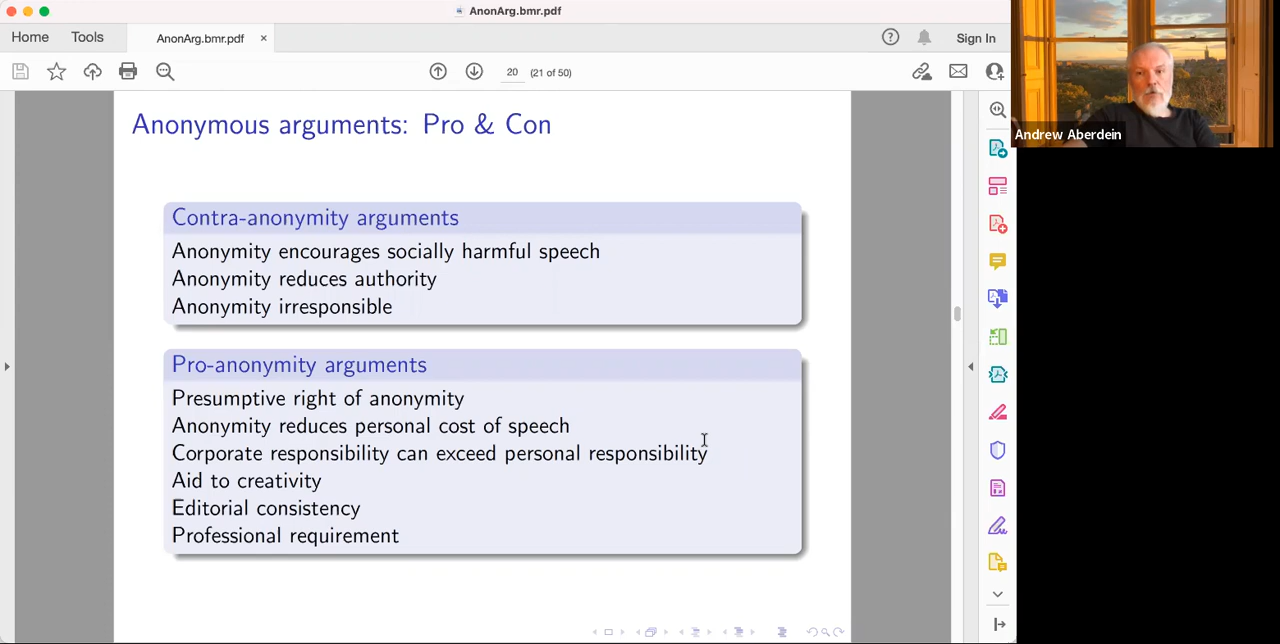 AnonArg.bmr.pdf
Home
Tools
AnonArg.bmr.pdf
Sign In
20
(21 of 50)
Anonymous arguments: Pro & Con
Contra-anonymity arguments
Anonymity encourages socially harmful speech
Anonymity reduces authority
Anonymity irresponsible
Pro-anonymity arguments
Presumptive right of anonymity
Anonymity reduces personal cost of speech
Corporate responsibility can exceed personal responsibility
Aid to creativity
Editorial consistency
Professional requirement
Andrew Aberdein